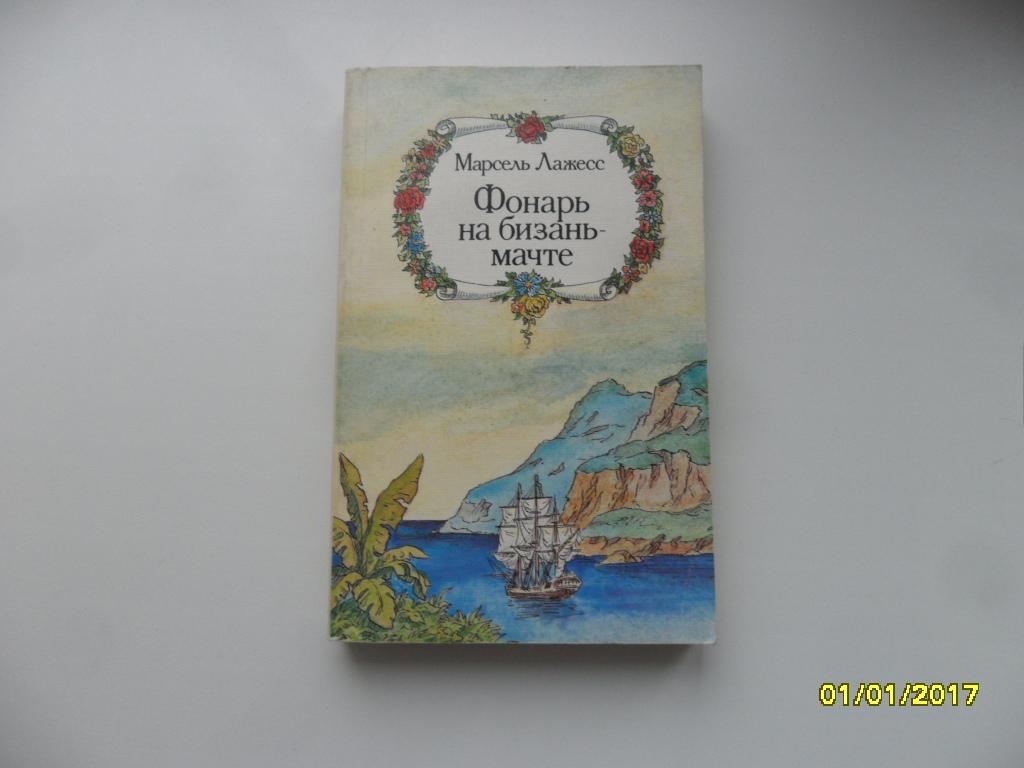 Марсель Лажесс
Фонарь
на бизань-
мачте
01/01/2017